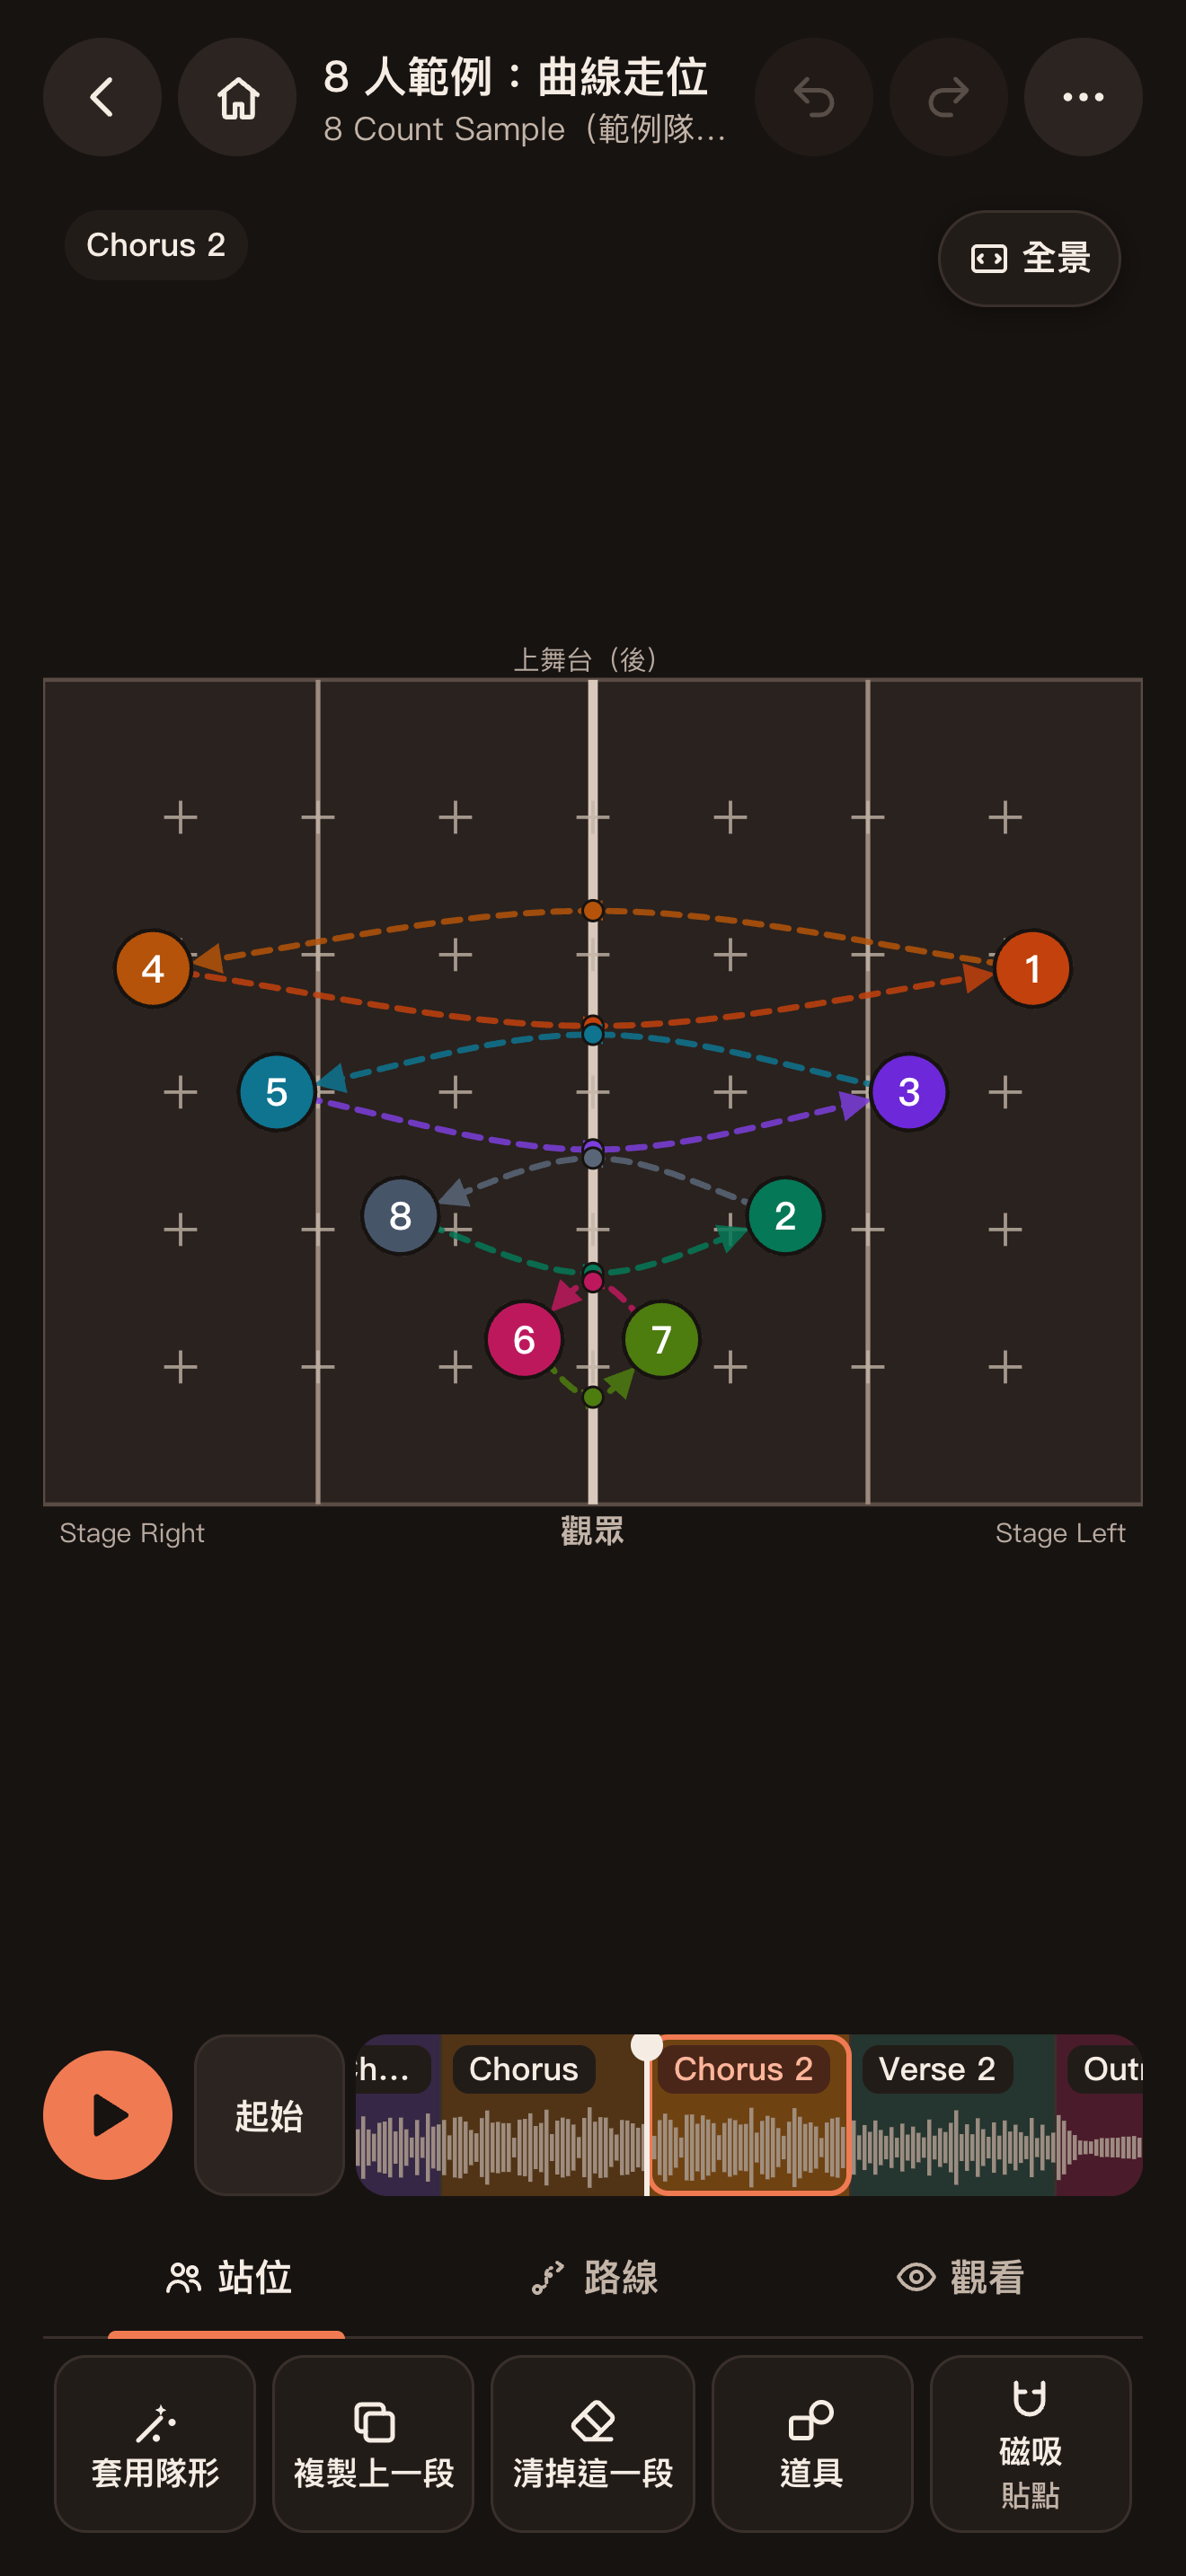 8 人範例：曲線走位
8 Count Sample（範例隊…
Chorus 2
全景
上舞台（後）
4
1
5
3
8
2
6
7
Stage Right
觀眾
Stage Left
起始
Ch…
Chorus
Chorus 2
Verse 2
Outr
站位
路線
觀看
套用隊形
複製上一段
清掉這一段
道具
磁吸
貼點